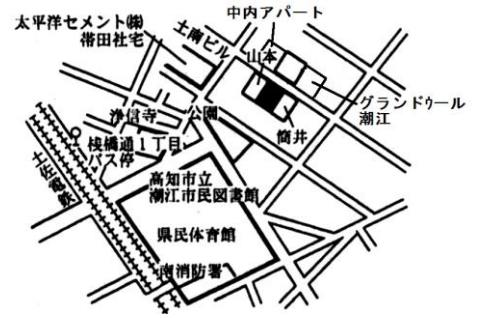 中内アパート
太平洋セメント㈱
帯田社宅
土南ビル
山本
グランドゥール
潮江
筒井
公園
浄信寺
桟橋通1丁目
バス停
土佐電鉄
高知市立
潮江市民図書館
県民体育館
南消防署